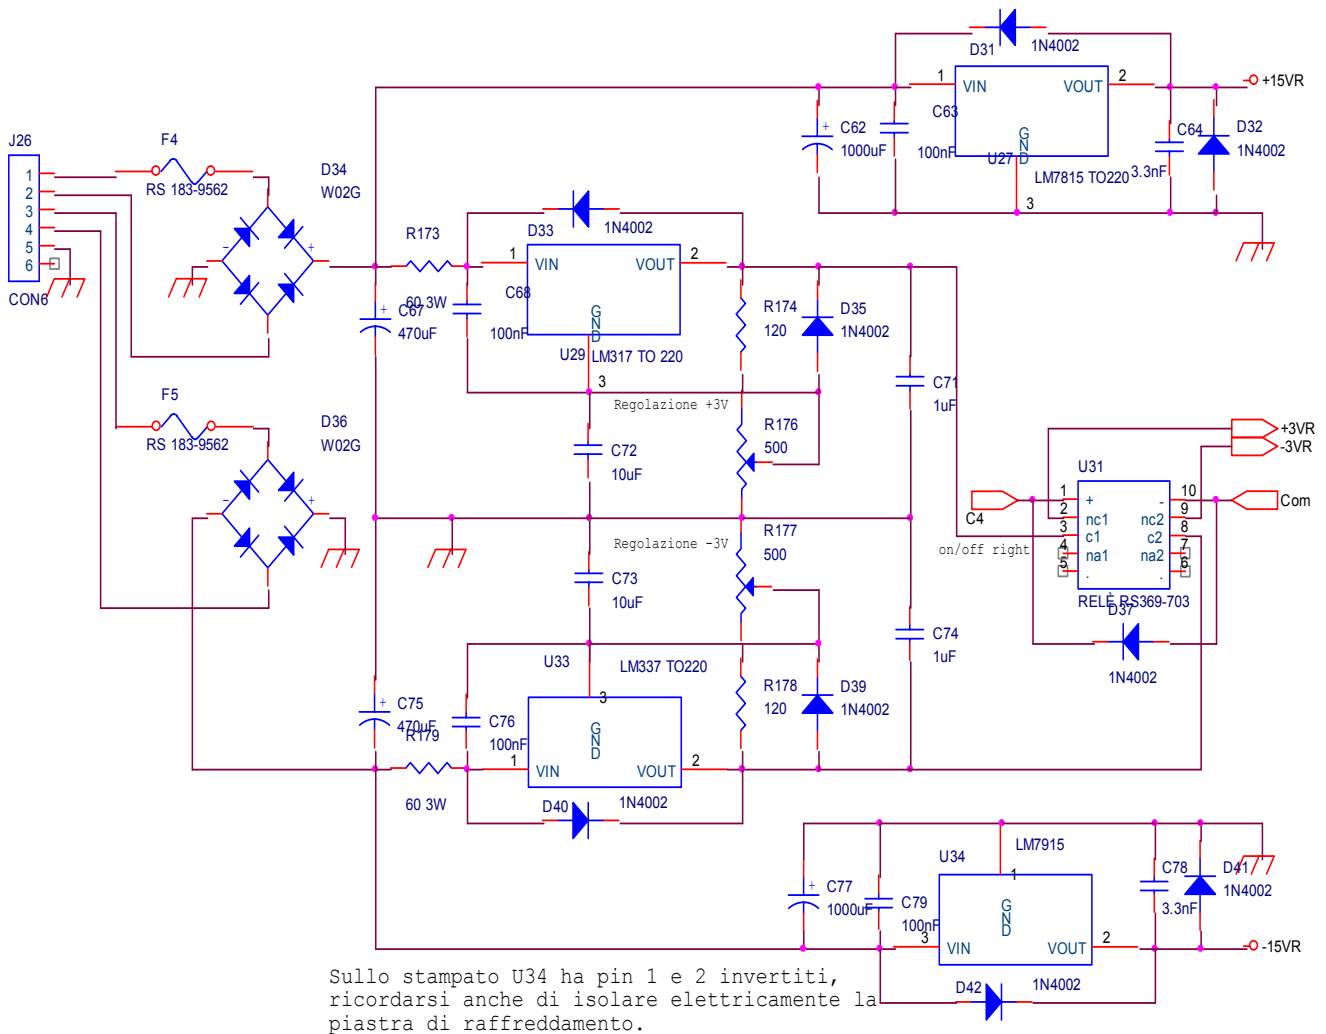 D31
1N4002
1
VIN
VOUT
2
+15VR
C62
1000uF
C63
100nF
GND
U27
LM7815 TO220
3
C64
3.3nF
D32
1N4002
J26
1
2
3
4
5
6
CON6
F4
RS 183-9562
D34
W02G
-
+
R173
60 3W
C67
470uF
C68
100nF
D33
1N4002
1
VIN
VOUT
2
GND
U29
LM317 TO 220
3
R174
120
D35
1N4002
C71
1uF
Regolazione +3V
R176
500
C72
10uF
F5
RS 183-9562
D36
W02G
-
+
Regolazione -3V
R177
500
C73
10uF
C74
1uF
+3VR
-3VR
U31
C4
Com
on/off right
1
2
3
4
5
+
nc1
c1
na1
.
-
nc2
c2
na2
.
10
9
8
7
6
RELÈ RS369-703
D37
1N4002
U33
LM337 TO220
3
GND
1
VIN
VOUT
2
R178
120
D39
1N4002
C75
470uF
R179
60 3W
C76
100nF
D40
1N4002
LM7915
U34
1
GND
3
VIN
VOUT
2
C77
1000uF
C79
100nF
C78
3.3nF
D41
1N4002
-15VR
D42
1N4002
Sullo stampato U34 ha pin 1 e 2 invertiti,
ricordarsi anche di isolare elettricamente la
piastra di raffreddamento.